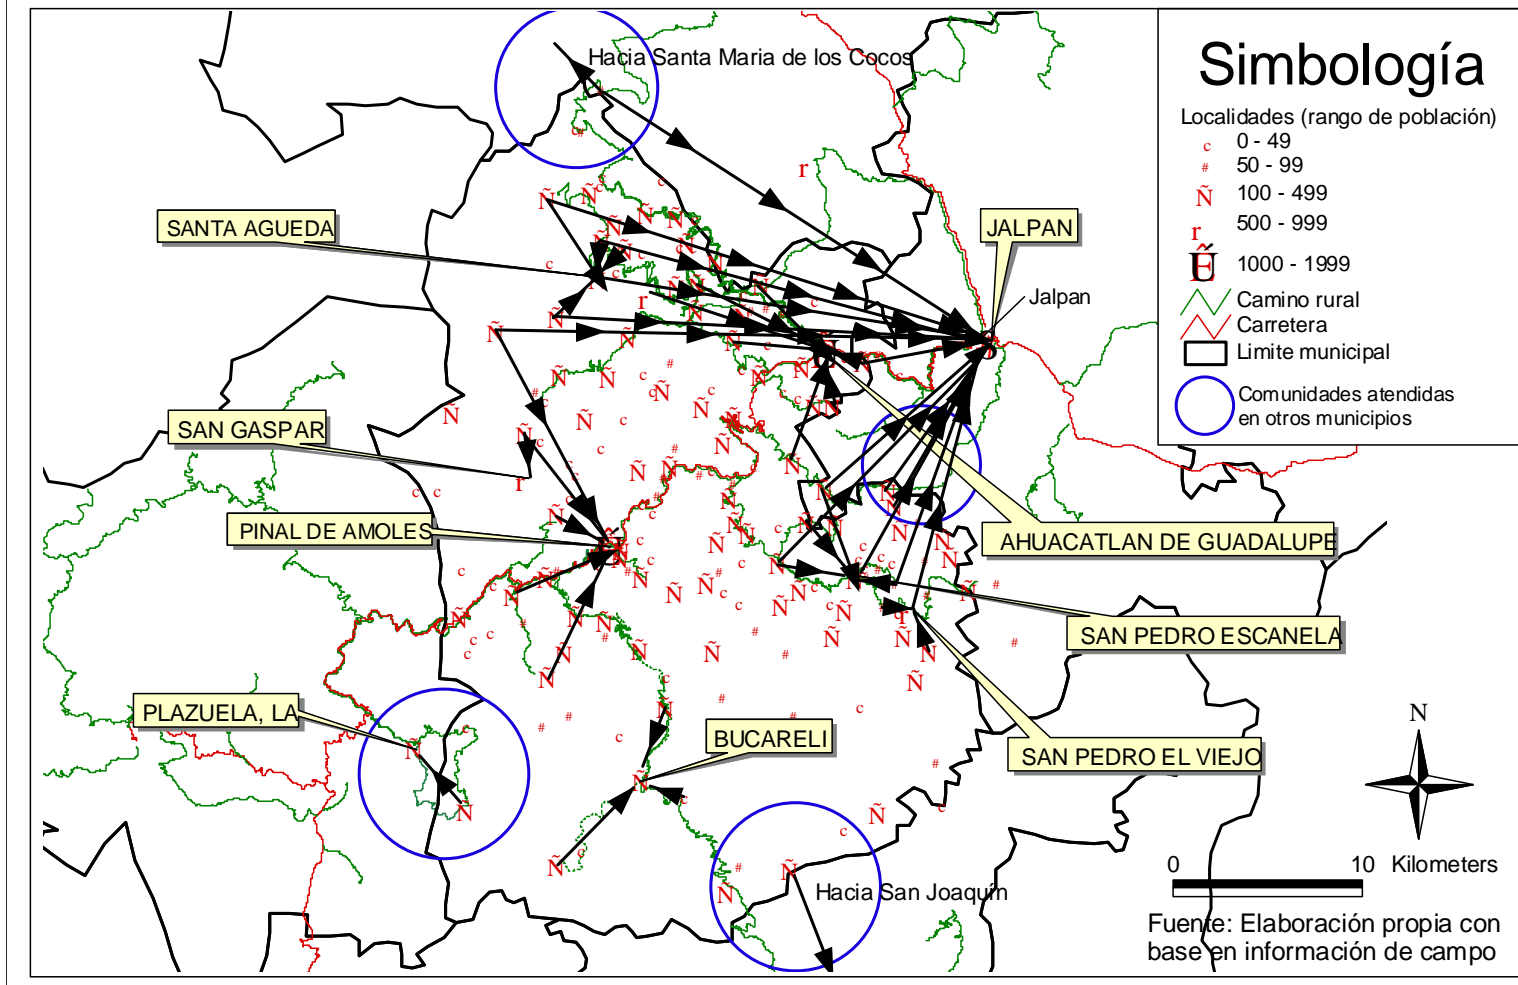 Hacia Santa Maria de los Cocos
SANTA AGUEDA
JALPAN
Jalpan
SAN GASPAR
PINAL DE AMOLES
AHUACATLAN DE GUADALUPE
SAN PEDRO ESCANELA
PLAZUELA, LA
BUCARELI
SAN PEDRO EL VIEJO
Hacia San Joaquín
Simbología
Localidades (rango de población)
c 0 - 49
# 50 - 99
Ñ 100 - 499
r 500 - 999
1000 - 1999
Camino rural
Carretera
Limite municipal
Comunidades atendidas
en otros municipios
N
0 10 Kilometers
Fuente: Elaboración propia con
base en información de campo